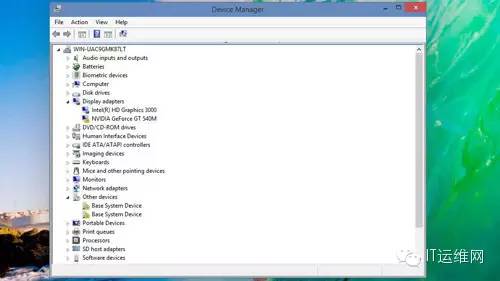 Device Manager
File Action View Help
WIN-UAC9GMK87LT
Audio inputs and outputs
Batteries
Biometric devices
Computer
Disk drives
Display adapters
Intel(R) HD Graphics 3000
NVIDIA GeForce GT 540M
DVD/CD-ROM drives
Human Interface Devices
IDE ATA/ATAPI controllers
Imaging devices
Keyboards
Mice and other pointing devices
Monitors
Network adapters
Other devices
Base System Device
Base System Device
Portable Devices
Print queues
Processors
SD host adapters
Software devices
IT运维网